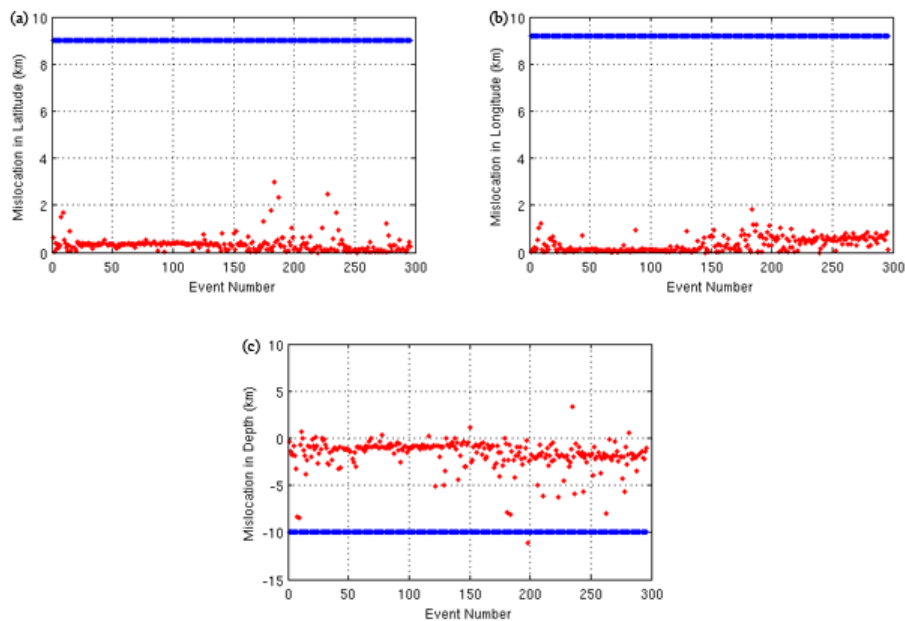 (a)
10
8
6
4
2
0
Mislocation in Latitude (km)
0 50 100 150 200 250 300
Event Number
(b)
10
8
6
4
2
0
Mislocation in Longitude (km)
0 50 100 150 200 250 300
Event Number
(c)
10
5
0
-5
-10
-15
Mislocation in Depth (km)
0 50 100 150 200 250 300
Event Number